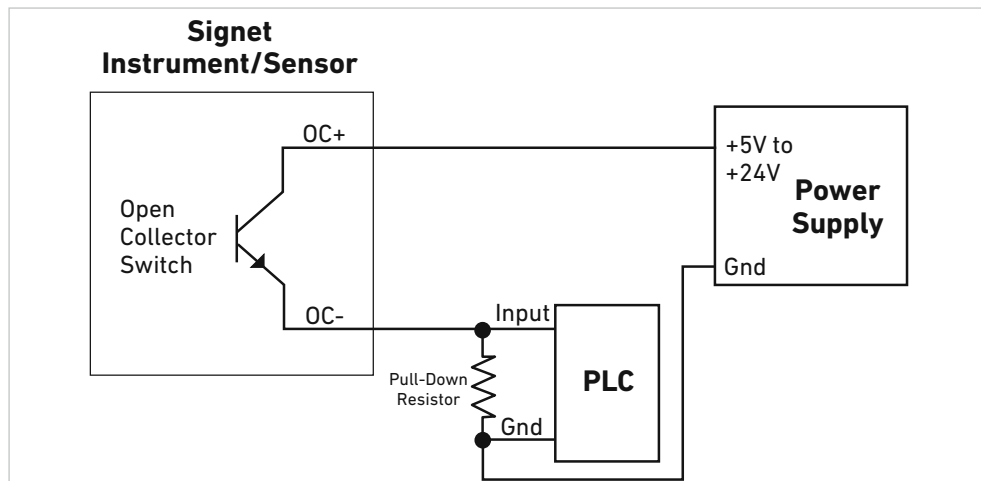 Signet
Instrument/Sensor
OC+
Open
Collector
Switch
OC-
+5V to
+24V
Power
Supply
Gnd
Input
PLC
Pull-Down
Resistor
Gnd